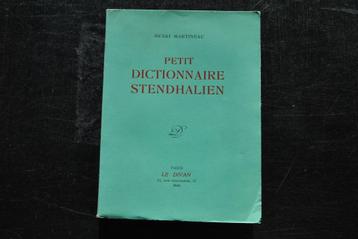 HENRI MARTINEAU
PETIT
DICTIONNAIRE
STENDHALIEN
PARIS
LE DIVAN